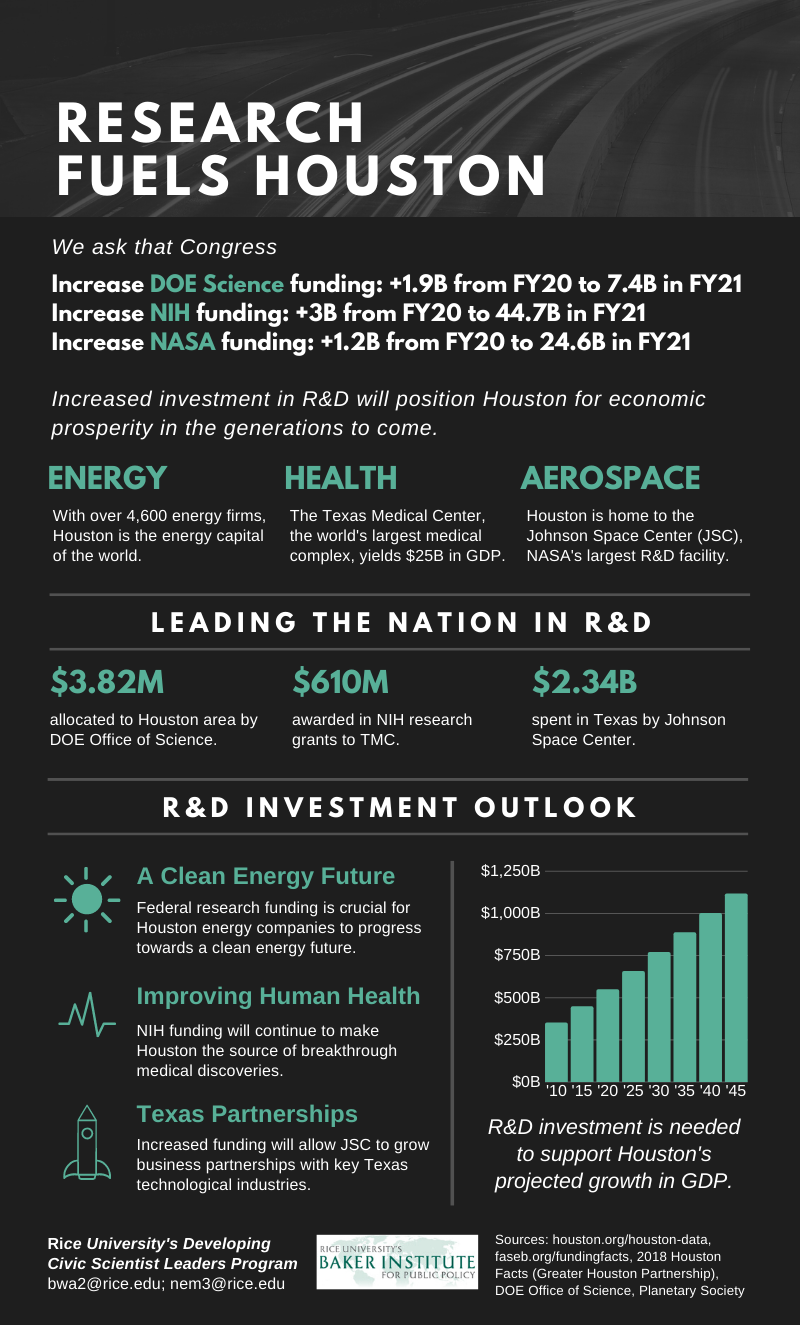 RESEARCH
FUELS HOUSTON
We ask that Congress
Increase DOE Science funding: +1.9B from FY20 to 7.4B in FY21
Increase NIH funding: +3B from FY20 to 44.7B in FY21
Increase NASA funding: +1.2B from FY20 to 24.6B in FY21
Increased investment in R&D will position Houston for economic
prosperity in the generations to come.
ENERGY
With over 4,600 energy firms,
Houston is the energy capital
of the world.
HEALTH
The Texas Medical Center,
the world's largest medical
complex, yields $25B in GDP.
AEROSPACE
Houston is home to the
Johnson Space Center (JSC),
NASA's largest R&D facility.
LEADING THE NATION IN R&D
$3.82M
allocated to Houston area by
DOE Office of Science.
$610M
awarded in NIH research
grants to TMC.
$2.34B
spent in Texas by Johnson
Space Center.
R&D INVESTMENT OUTLOOK
A Clean Energy Future
Federal research funding is crucial for
Houston energy companies to progress
towards a clean energy future.
Improving Human Health
NIH funding will continue to make
Houston the source of breakthrough
medical discoveries.
Texas Partnerships
Increased funding will allow JSC to grow
business partnerships with key Texas
technological industries.
$1,250B
$1,000B
$750B
$500B
$250B
$0B
'10 '15 '20 '25 '30 '35 '40 '45
R&D investment is needed
to support Houston's
projected growth in GDP.
Rice University's Developing
Civic Scientist Leaders Program
bwa2@rice.edu; nem3@rice.edu
RICE UNIVERSITY'S
BAKER INSTITUTE
FOR PUBLIC POLICY
Sources: houston.org/houston-data,
faseb.org/fundingfacts, 2018 Houston
Facts (Greater Houston Partnership),
DOE Office of Science, Planetary Society